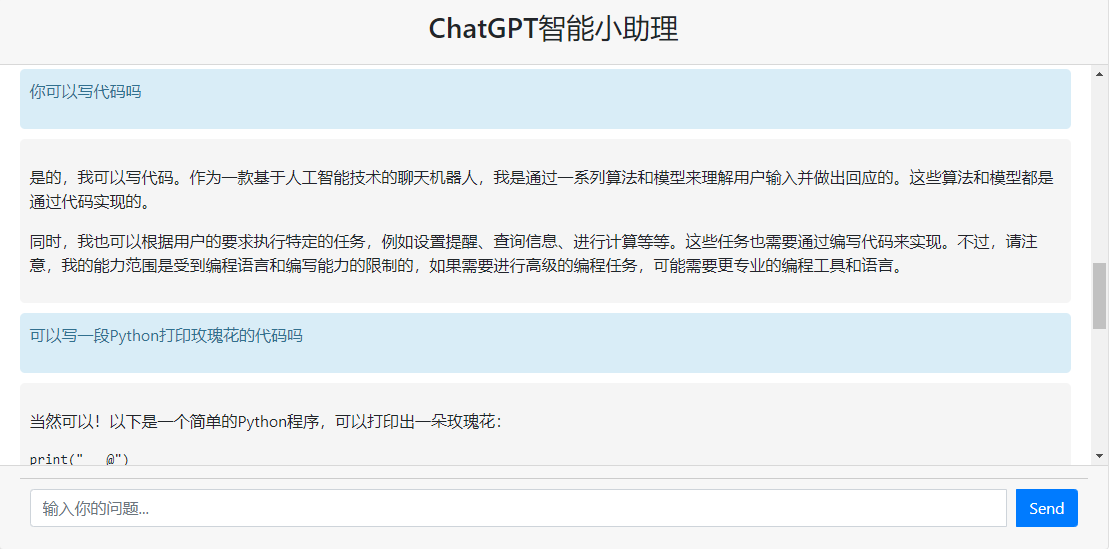 ChatGPT智能小助理
你可以写代码吗
是的，我可以写代码。作为一款基于人工智能技术的聊天机器人，我是通过一系列算法和模型来理解用户输入并做出回应的。这些算法和模型都是
通过代码实现的。
同时，我也可以根据用户的要求执行特定的任务，例如设置提醒、查询信息、进行计算等等。这些任务也需要通过编写代码来实现。不过，请注
意，我的能力范围是受到编程语言和编写能力的限制的，如果需要进行高级的编程任务，可能需要更专业的编程工具和语言。
可以写一段Python打印玫瑰花的代码吗
当然可以！以下是一个简单的Python程序，可以打印出一朵玫瑰花：
print("   @")
输入你的问题...
Send